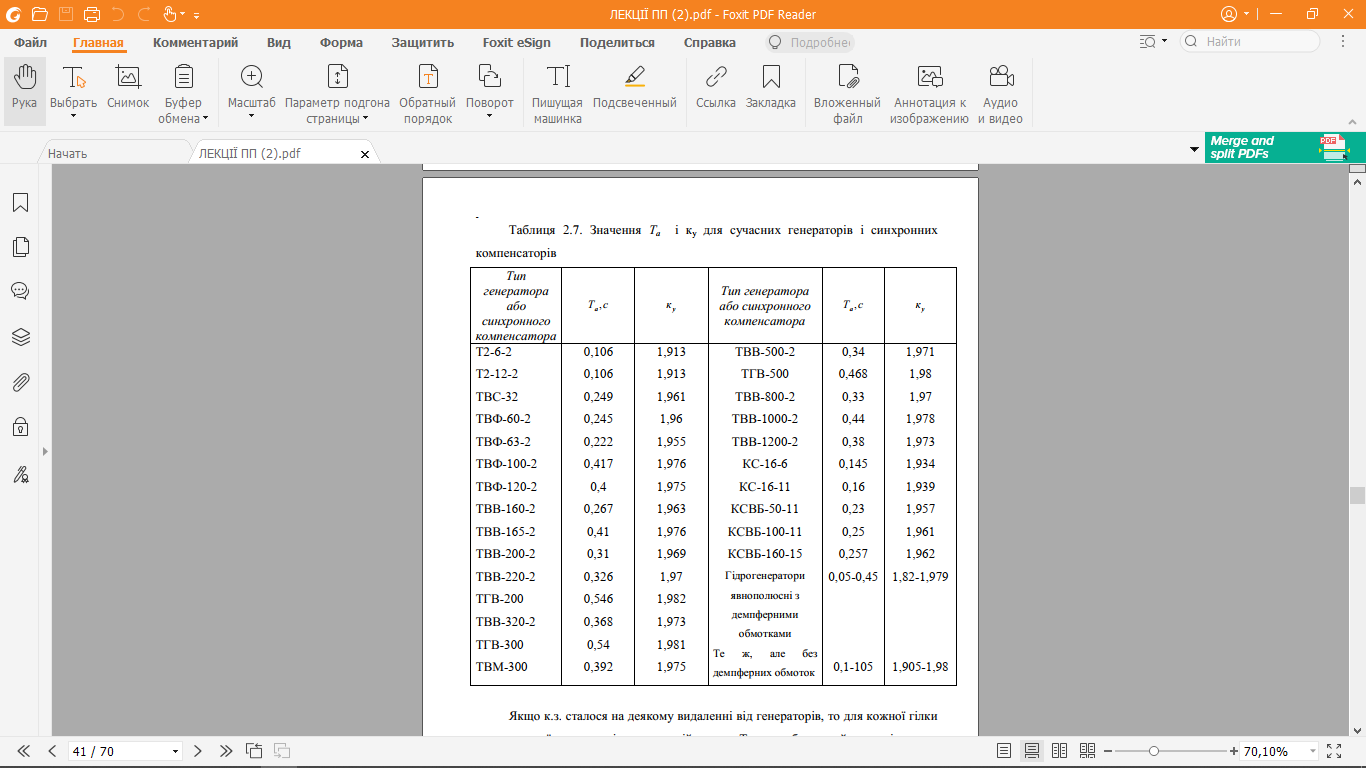 ЛЕКЦІЇ ПП (2).pdf - Foxit PDF Reader
Файл Главная Комментарий Вид Форма Защитить Foxit eSign Поделиться Справка Подробнее Найти
Рука Выбрать Снимок Буфер обмена Масштаб Параметр подгона страницы Обратный порядок Поворот Пишущая машинка Подсвеченный Ссылка Закладка Вложенный файл Аннотация к изображению Аудио и видео
Начать ЛЕКЦІЇ ПП (2).pdf
Merge and
split PDFs
PDF
-
Таблиця 2.7. Значення Tа і ку для сучасних генераторів і синхронних
компенсаторів
Тип генератора або синхронного компенсатора Tа,с ку Тип генератора або синхронного компенсатора Tа,с ку
Т2-6-2 0,106 1,913 ТВВ-500-2 0,34 1,971
Т2-12-2 0,106 1,913 ТГВ-500 0,468 1,98
ТВС-32 0,249 1,961 ТВВ-800-2 0,33 1,97
ТВФ-60-2 0,245 1,96 ТВВ-1000-2 0,44 1,978
ТВФ-63-2 0,222 1,955 ТВВ-1200-2 0,38 1,973
ТВФ-100-2 0,417 1,976 КС-16-6 0,145 1,934
ТВФ-120-2 0,4 1,975 КС-16-11 0,16 1,939
ТВВ-160-2 0,267 1,963 КСВБ-50-11 0,23 1,957
ТВВ-165-2 0,41 1,976 КСВБ-100-11 0,25 1,961
ТВВ-200-2 0,31 1,969 КСВБ-160-15 0,257 1,962
ТВВ-220-2 0,326 1,97 Гідрогенератори 0,05-0,45 1,82-1,979
явнополюсні з
ТГВ-200 0,546 1,982
демпферними
ТВВ-320-2 0,368 1,973
обмотками
ТГВ-300 0,54 1,981
Те ж, але без
ТВМ-300 0,392 1,975 демпферних обмоток 0,1-105 1,905-1,98
Якщо к.з. сталося на деякому видаленні від генераторів, то для кожної гілки
41 / 70 70,10%